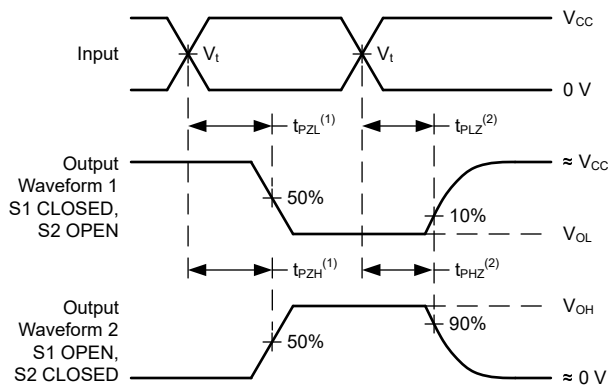 V_CC
Input
V_t
V_t
0 V
t_PZL^(1)
t_PLZ^(2)
Output
Waveform 1
S1 CLOSED,
S2 OPEN
≈ V_CC
50%
10%
V_OL
t_PZH^(1)
t_PHZ^(2)
Output
Waveform 2
S1 OPEN,
S2 CLOSED
V_OH
50%
90%
≈ 0 V